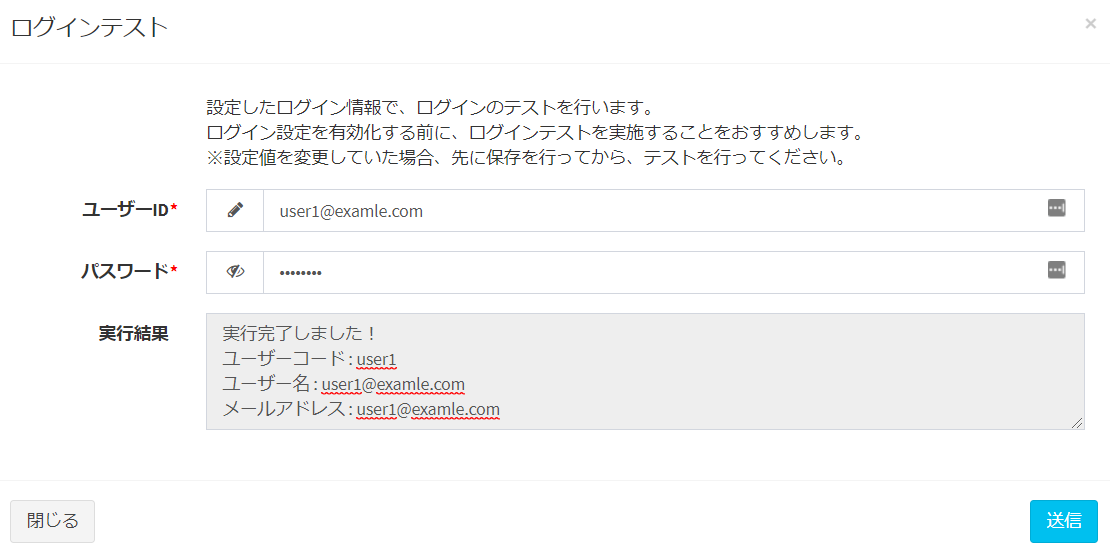 ログインテスト
×
設定したログイン情報で、ログインのテストを行います。
ログイン設定を有効化する前に、ログインテストを実施することをおすすめします。
※設定値を変更していた場合、先に保存を行ってから、テストを行ってください。
ユーザーID* user1@examle.com
パスワード* ••••••••
実行結果
実行完了しました！
ユーザーコード : user1
ユーザー名 : user1@examle.com
メールアドレス : user1@examle.com
閉じる 送信